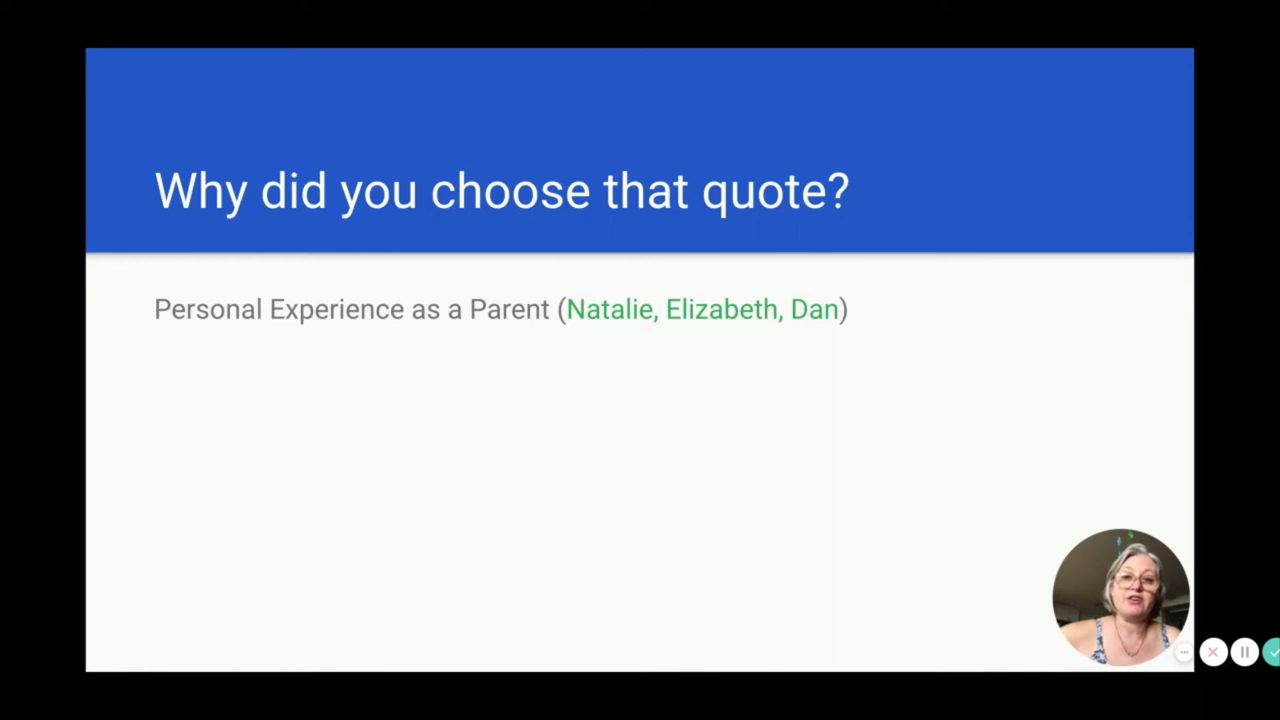 Why did you choose that quote?
Personal Experience as a Parent (Natalie, Elizabeth, Dan)